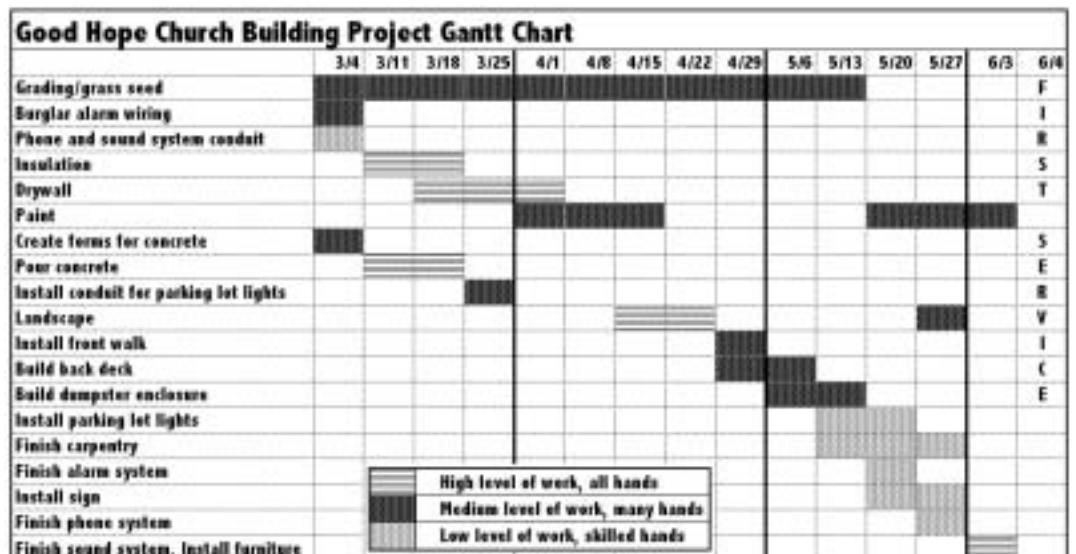 Good Hope Church Building Project Gantt Chart
3/4 3/11 3/18 3/25 4/1 4/8 4/15 4/22 4/29 5/6 5/13 5/20 5/27 6/3 6/4
Grading/grass seed F
Burglar alarm wiring I
Phone and sound system conduit R
Insulation S
Drywall T
Paint
Create forms for concrete S
Pour concrete E
Install conduit for parking lot lights R
Landscape V
Install front walk I
Build back deck C
Build dumpster enclosure E
Install parking lot lights
Finish carpentry
Finish alarm system
Install sign
Finish phone system
Finish sound system, Install furniture
High level of work, all hands
Medium level of work, many hands
Low level of work, skilled hands